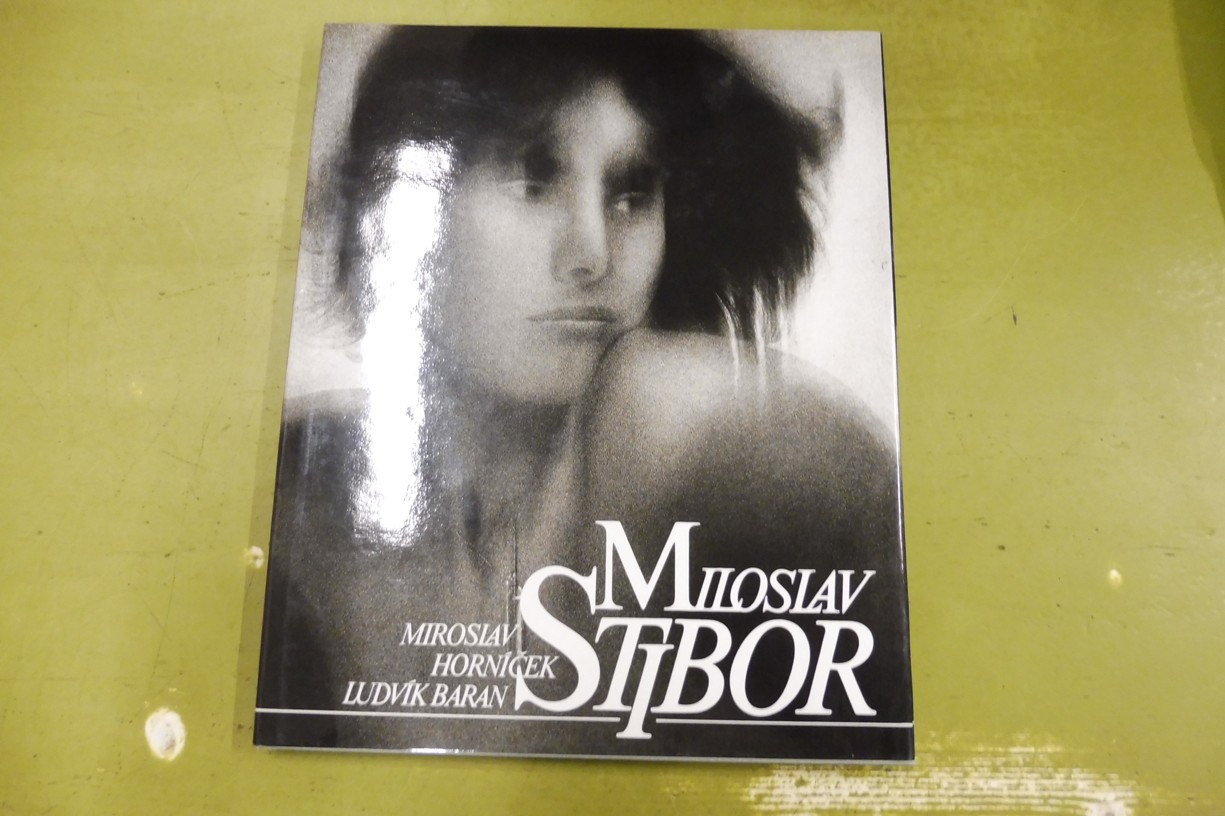 MILOSLAV
STIBOR
MIROSLAV
HORNÍČEK
LUDVÍK BARAN